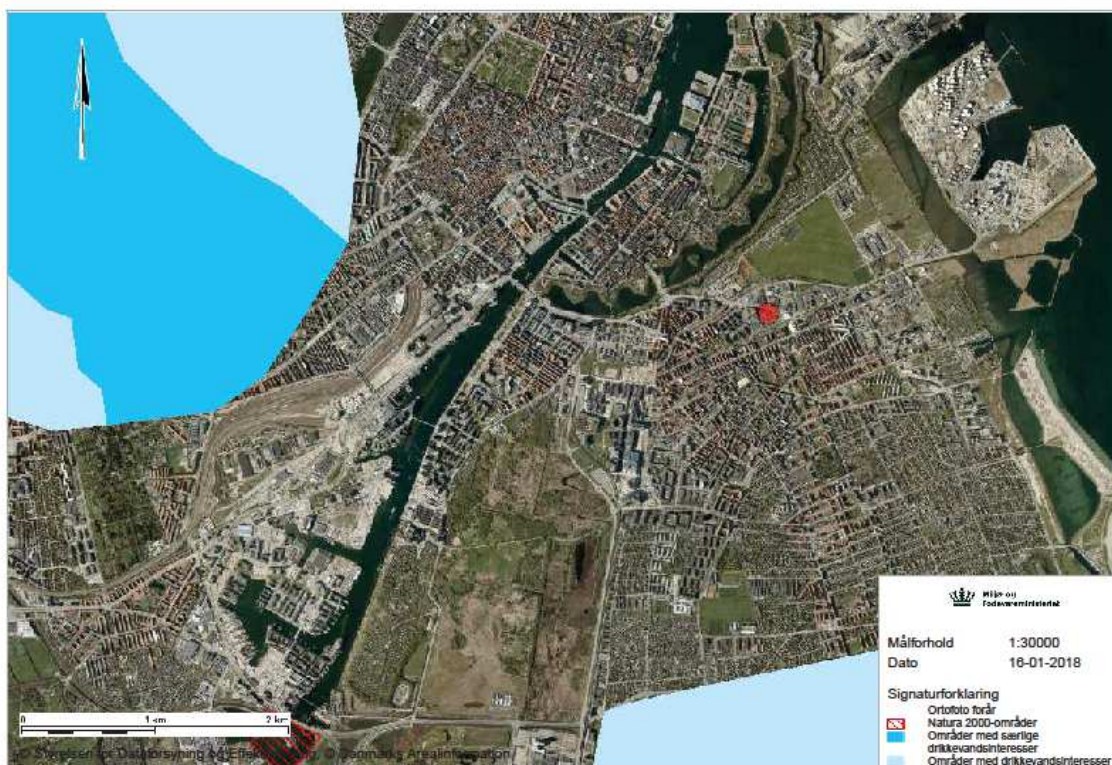 Miljø- og
Fødevareministeriet
Målforhold 1:30000
Dato 16-01-2018
Signaturforklaring
Ortofoto forår
Natura 2000-områder
Områder med særlige
drikkevandsinteresser
Områder med drikkevandsinteresser
0 1 km 2 km
© Styrelsen for Dataforsyning og © Danmarks Arealinformation